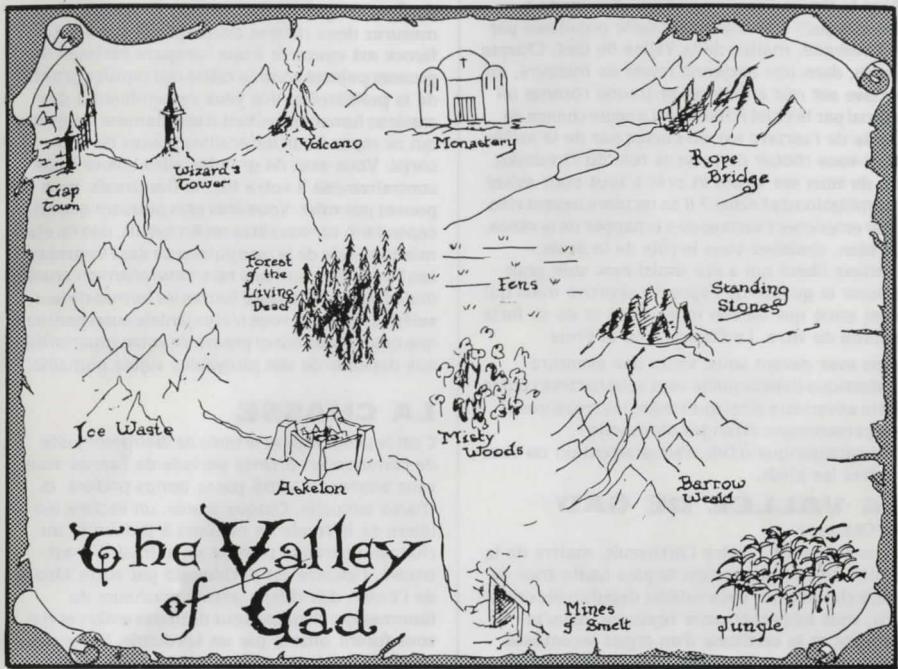 Gap
Town
Wizard's
Tower
Volcano
Monastery
Rope
Bridge
Forest
the
Living
Dead
Fens
Standing
Stones
Ice Waste
Askelon
Misty
Woods
Barrow
Weald
The Valley
of Gad
Mines
of Smelt
Jungle